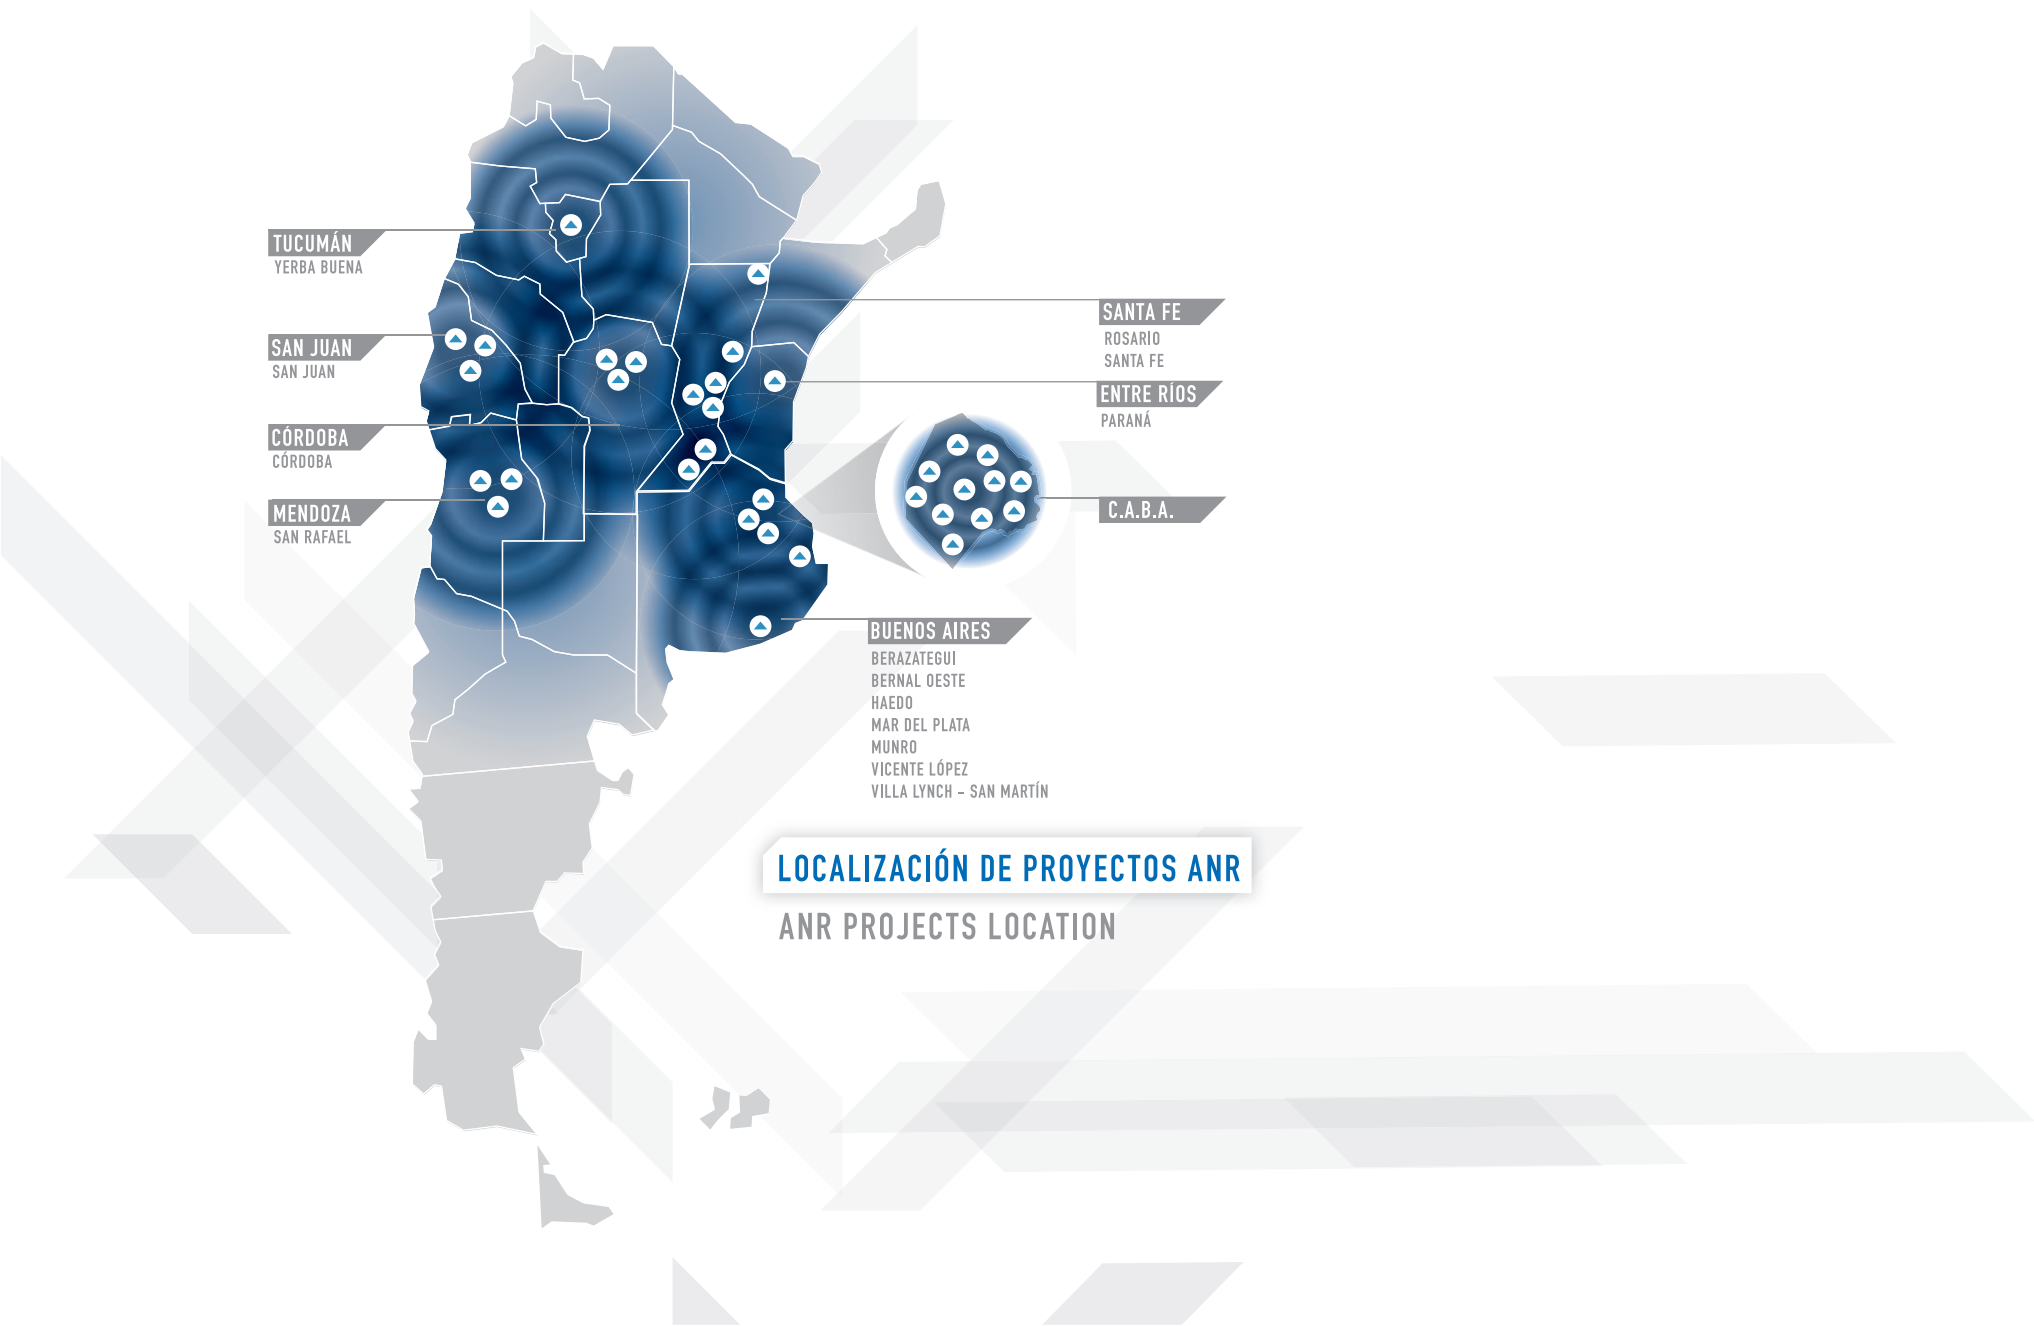 TUCUMÁN
YERBA BUENA
SAN JUAN
SAN JUAN
CÓRDOBA
CÓRDOBA
MENDOZA
SAN RAFAEL
SANTA FE
ROSARIO
SANTA FE
ENTRE RÍOS
PARANÁ
C.A.B.A.
BUENOS AIRES
BERAZATEGUI
BERNAL OESTE
HAEDO
MAR DEL PLATA
MUNRO
VICENTE LÓPEZ
VILLA LYNCH – SAN MARTÍN
LOCALIZACIÓN DE PROYECTOS ANR
ANR PROJECTS LOCATION